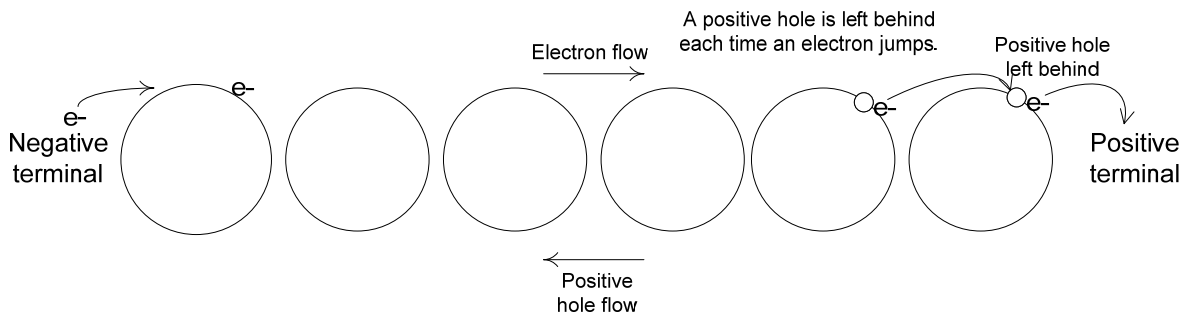 A positive hole is left behind
each time an electron jumps.
Electron flow
Positive hole
left behind
e-
e-
e-
e-
Negative
terminal
Positive
terminal
Positive
hole flow